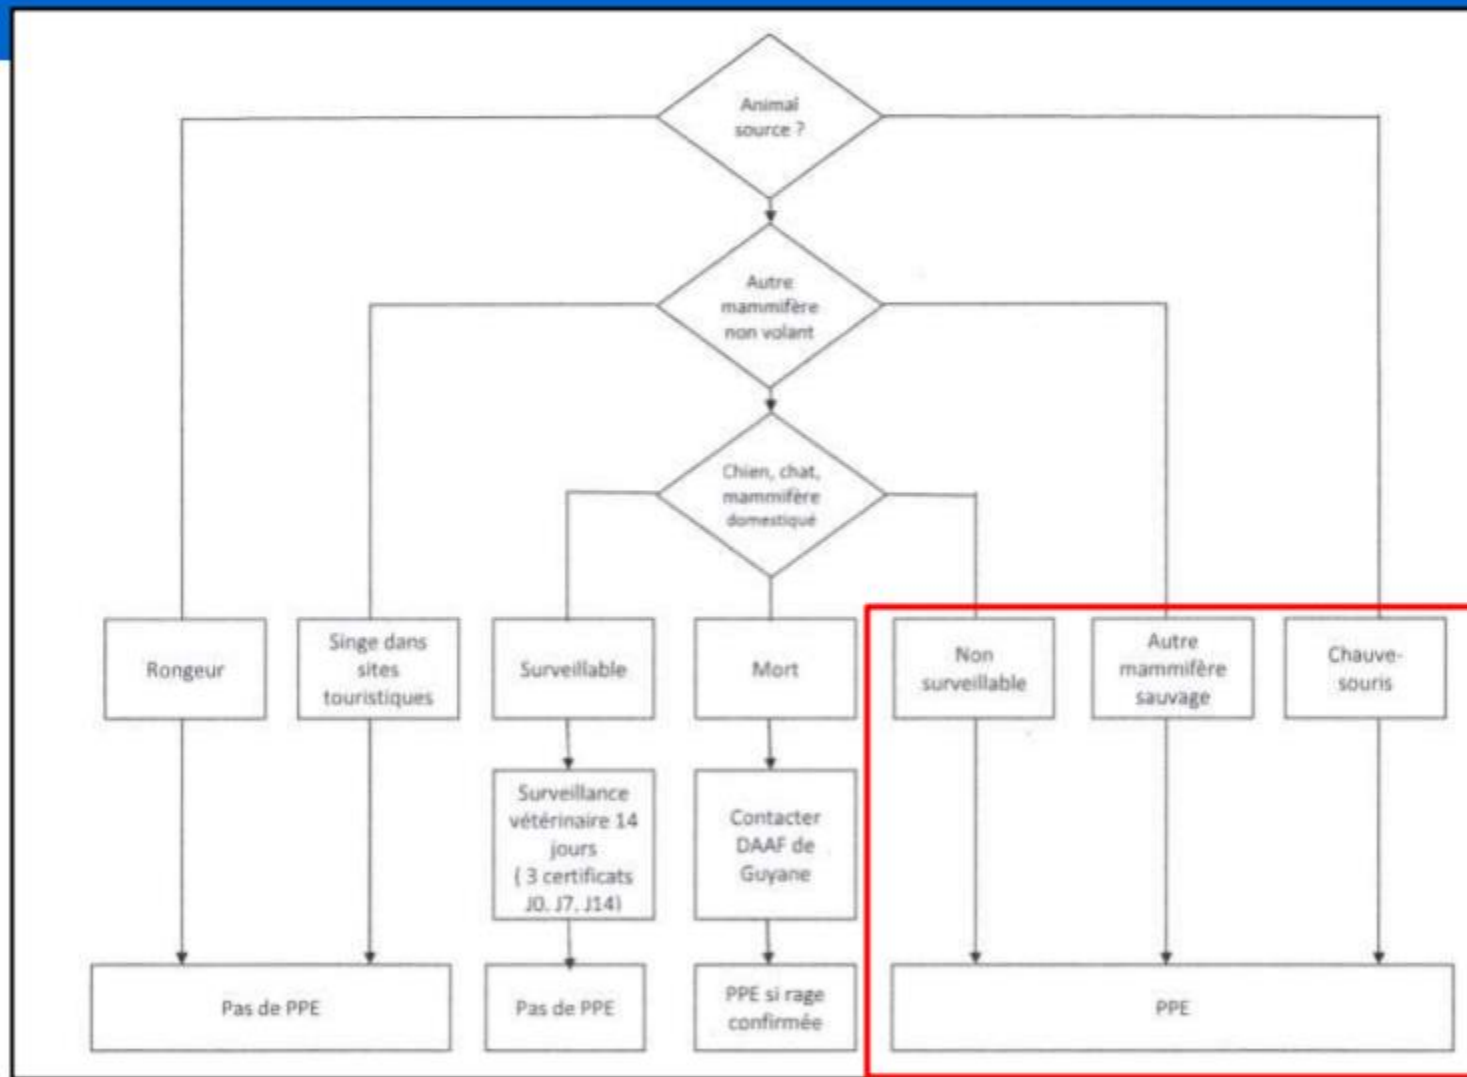 Animal
source ?
Autre
mammifère
non volant
Chien, chat,
mammifère
domestiqué
Rongeur
Singe dans
sites
touristiques
Surveillable
Mort
Non
surveillable
Autre
mammifère
sauvage
Chauve-
souris
Surveillance
vétérinaire 14
jours
( 3 certificats
J0, J7, J14)
Contacter
DAAF de
Guyane
Pas de PPE
Pas de PPE
PPE si rage
confirmée
PPE